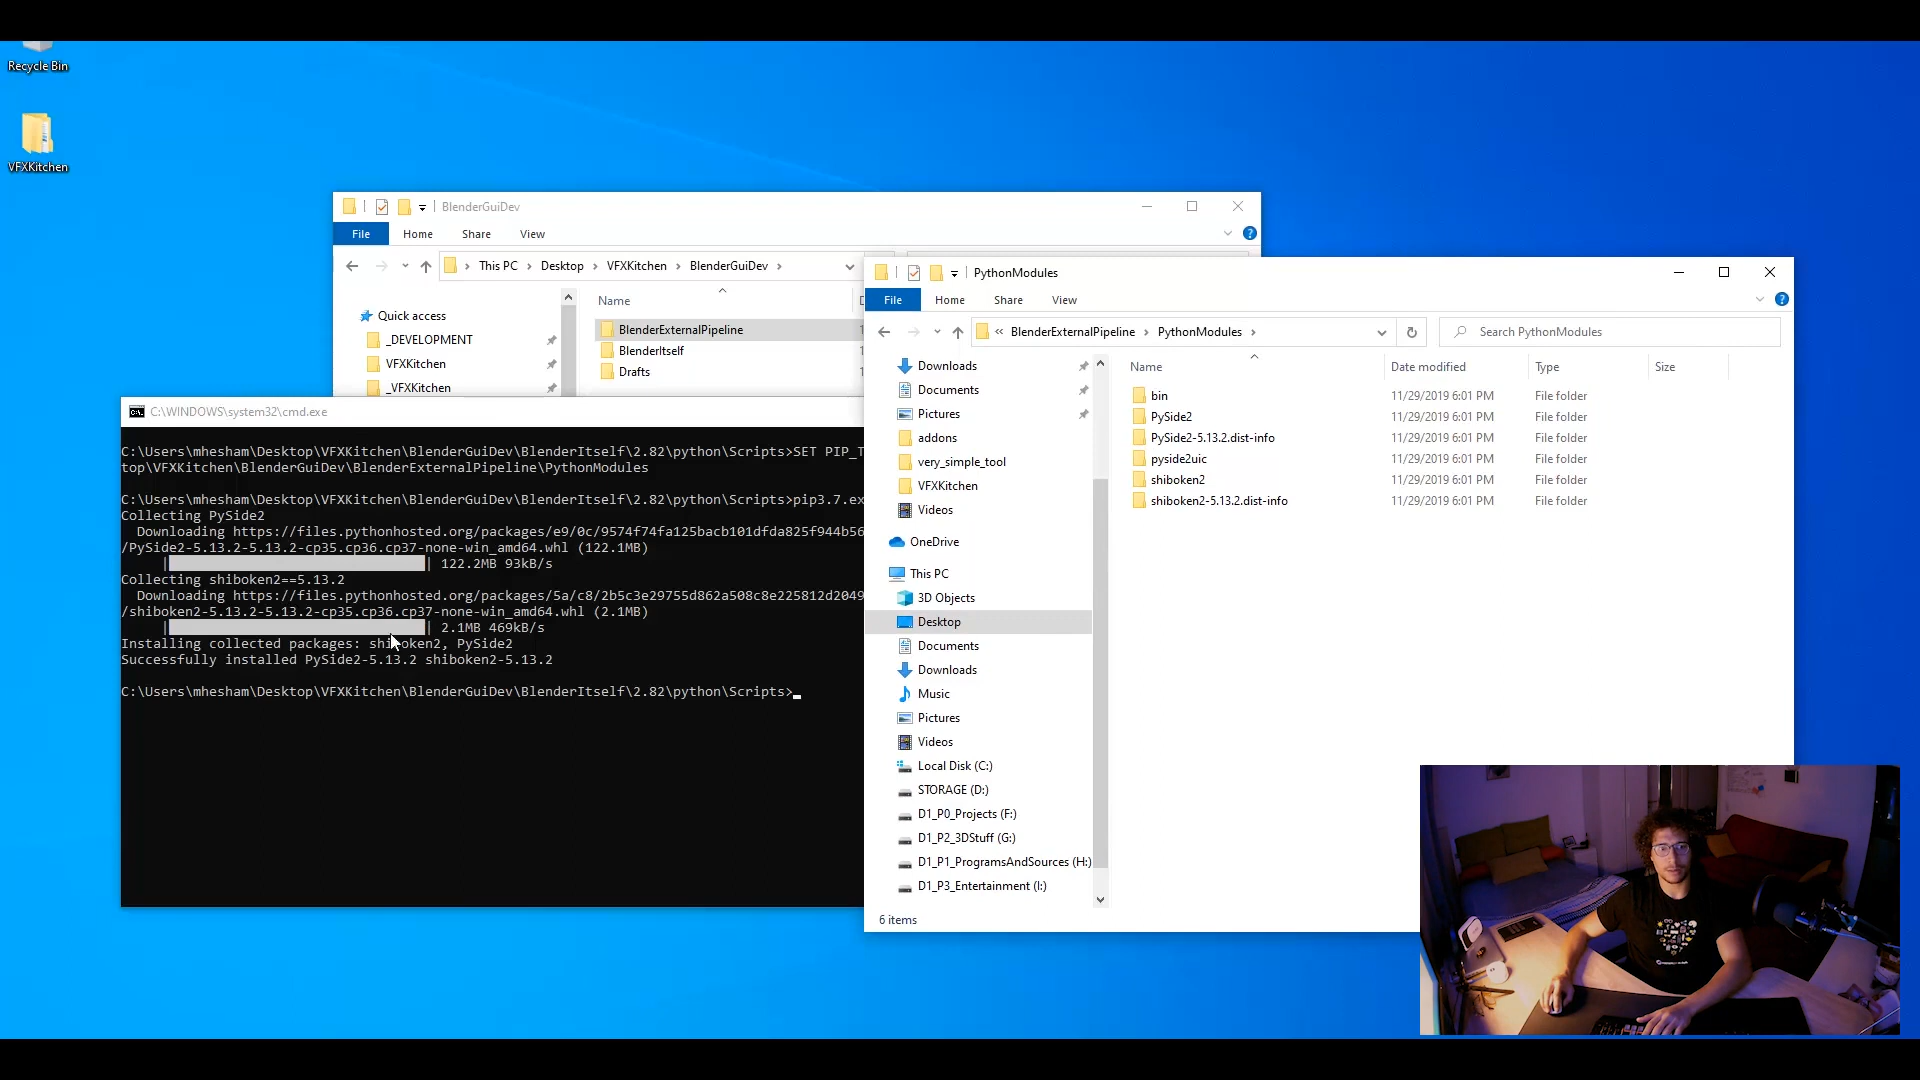 Recycle Bin
VFXKitchen
BlenderGuiDev
File
Home
Share
View
This PC
Desktop
VFXKitchen
BlenderGuiDev
Quick access
_DEVELOPMENT
VFXKitchen
_VFXKitchen
Name
BlenderExternalPipeline
BlenderItself
Drafts
C:\WINDOWS\system32\cmd.exe
C:\Users\mhesham\Desktop\VFXKitchen\BlenderGuiDev\BlenderItself\2.82\python\Scripts>SET PIP_T
top\VFXKitchen\BlenderGuiDev\BlenderExternalPipeline\PythonModules
C:\Users\mhesham\Desktop\VFXKitchen\BlenderGuiDev\BlenderItself\2.82\python\Scripts>pip3.7.ex
Collecting PySide2
Downloading https://files.pythonhosted.org/packages/e9/0c/9574f74fa125bacb101dfda825f944b56
/PySide2-5.13.2-5.13.2-cp35.cp36.cp37-none-win_amd64.whl (122.1MB)
| | 122.2MB 93kB/s
Collecting shiboken2==5.13.2
Downloading https://files.pythonhosted.org/packages/5a/c8/2b5c3e29755d862a508c8e225812d2049
/shiboken2-5.13.2-5.13.2-cp35.cp36.cp37-none-win_amd64.whl (2.1MB)
| | 2.1MB 469kB/s
Installing collected packages: shiboken2, PySide2
Successfully installed PySide2-5.13.2 shiboken2-5.13.2
C:\Users\mhesham\Desktop\VFXKitchen\BlenderGuiDev\BlenderItself\2.82\python\Scripts>_
PythonModules
File
Home
Share
View
« BlenderExternalPipeline
PythonModules
Search PythonModules
Downloads
Documents
Pictures
addons
very_simple_tool
VFXKitchen
Videos
OneDrive
This PC
3D Objects
Desktop
Documents
Downloads
Music
Pictures
Videos
Local Disk (C:)
STORAGE (D:)
D1_P0_Projects (F:)
D1_P2_3DStuff (G:)
D1_P1_ProgramsAndSources (H:)
D1_P3_Entertainment (I:)
6 items
Name Date modified Type Size
bin 11/29/2019 6:01 PM File folder
PySide2 11/29/2019 6:01 PM File folder
PySide2-5.13.2.dist-info 11/29/2019 6:01 PM File folder
pyside2uic 11/29/2019 6:01 PM File folder
shiboken2 11/29/2019 6:01 PM File folder
shiboken2-5.13.2.dist-info 11/29/2019 6:01 PM File folder